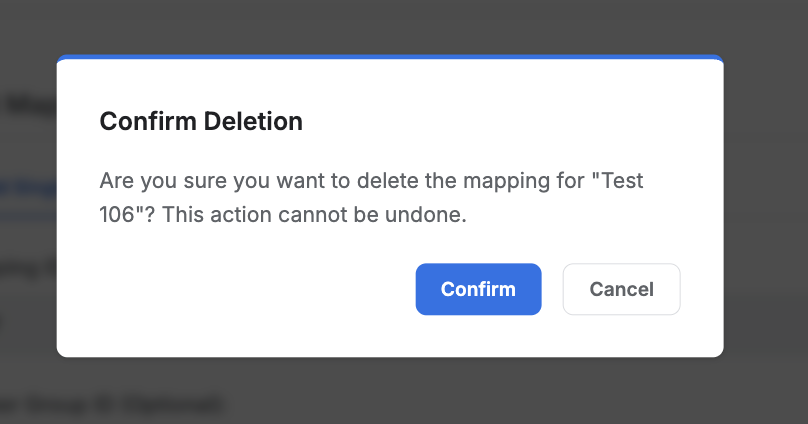 Confirm Deletion
Are you sure you want to delete the mapping for "Test
106"? This action cannot be undone.
Confirm
Cancel